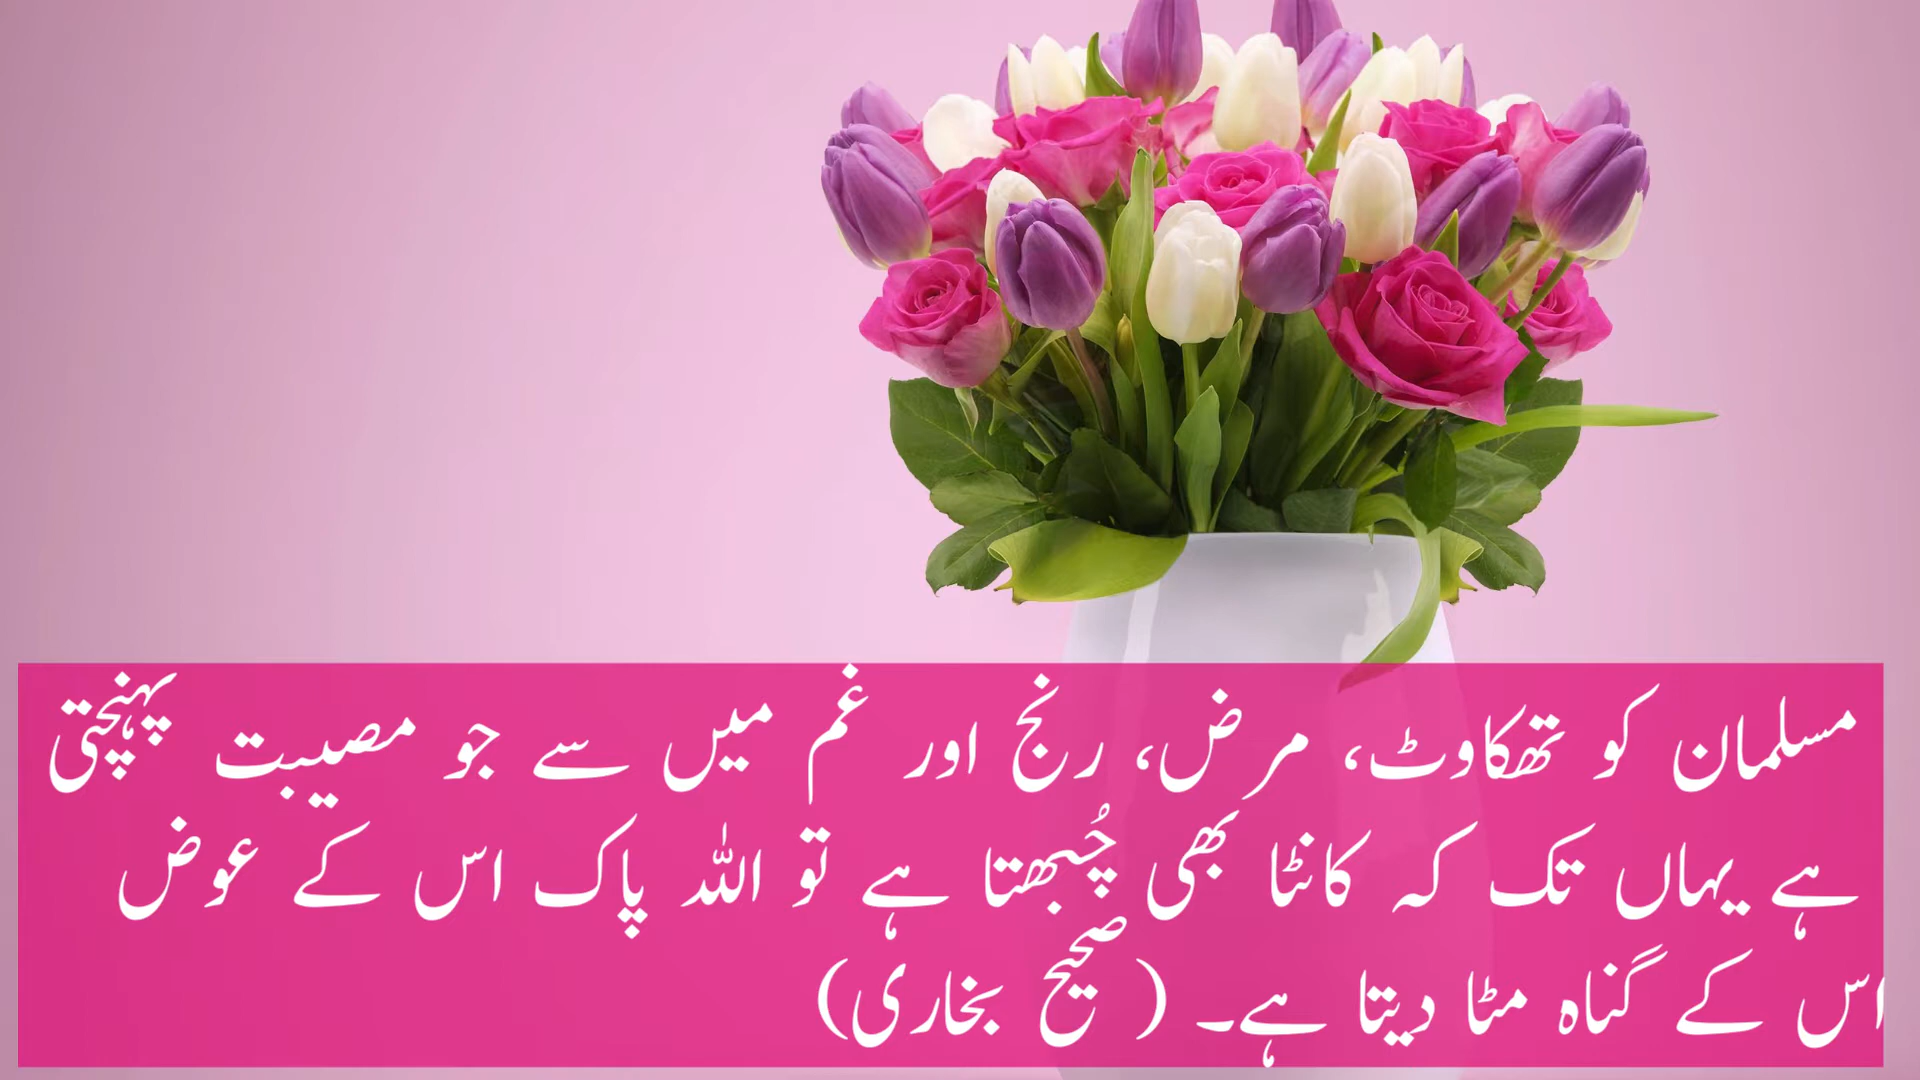 مسلمان کو تھکاوٹ، مرض، رنج اور غم میں سے جو مصیبت پہنچتی
ہے یہاں تک کہ کانٹا بھی چُبھتا ہے تو اللہ پاک اس کے عوض
اس کے گناہ مٹا دیتا ہے۔ (صحیح بخاری)